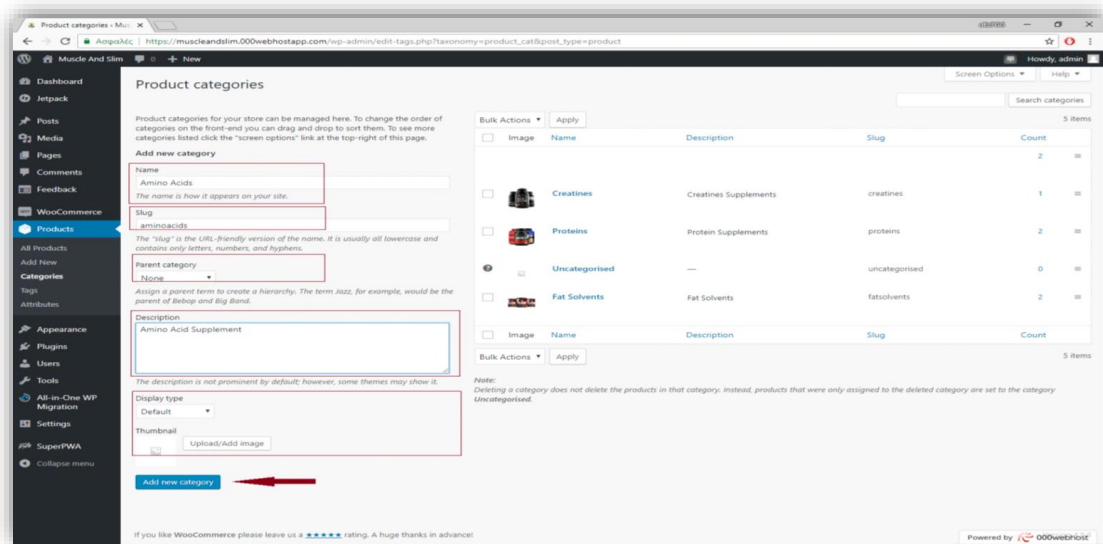 Product categories ‹ Mus
Ασφαλές | https://muscleandslim.000webhostapp.com/wp-admin/edit-tags.php?taxonomy=product_cat&post_type=product
Muscle And Slim 0 + New Howdy, admin
Screen Options ▼ Help ▼
Dashboard
Jetpack
Posts
Media
Pages
Comments
Feedback
WooCommerce
Products
All Products
Add New
Categories
Tags
Attributes
Appearance
Plugins
Users
Tools
All-in-One WP
Migration
Settings
SuperPWA
Collapse menu
Product categories
Product categories for your store can be managed here. To change the order of
categories on the front-end you can drag and drop to sort them. To see more
categories listed click the "screen options" link at the top-right of this page.
Add new category
Name
Amino Acids
The name is how it appears on your site.
Slug
aminoacids
The "slug" is the URL-friendly version of the name. It is usually all lowercase and
contains only letters, numbers, and hyphens.
Parent category
None
Assign a parent term to create a hierarchy. The term Jazz, for example, would be the
parent of Bebop and Big Band.
Description
Amino Acid Supplement
The description is not prominent by default; however, some themes may show it.
Display type
Default
Thumbnail
Upload/Add image
Add new category
Search categories
Bulk Actions ▼ Apply 5 items
Image Name Description Slug Count
2
Creatines Creatines Supplements creatines 1
Proteins Protein Supplements proteins 2
Uncategorised — uncategorised 0
Fat Solvents Fat Solvents fatsolvents 2
Image Name Description Slug Count
Bulk Actions ▼ Apply 5 items
Note:
Deleting a category does not delete the products in that category. Instead, products that were only assigned to the deleted category are set to the category
Uncategorised.
If you like WooCommerce please leave us a ★★★★★ rating. A huge thanks in advance!
Powered by 000webhost